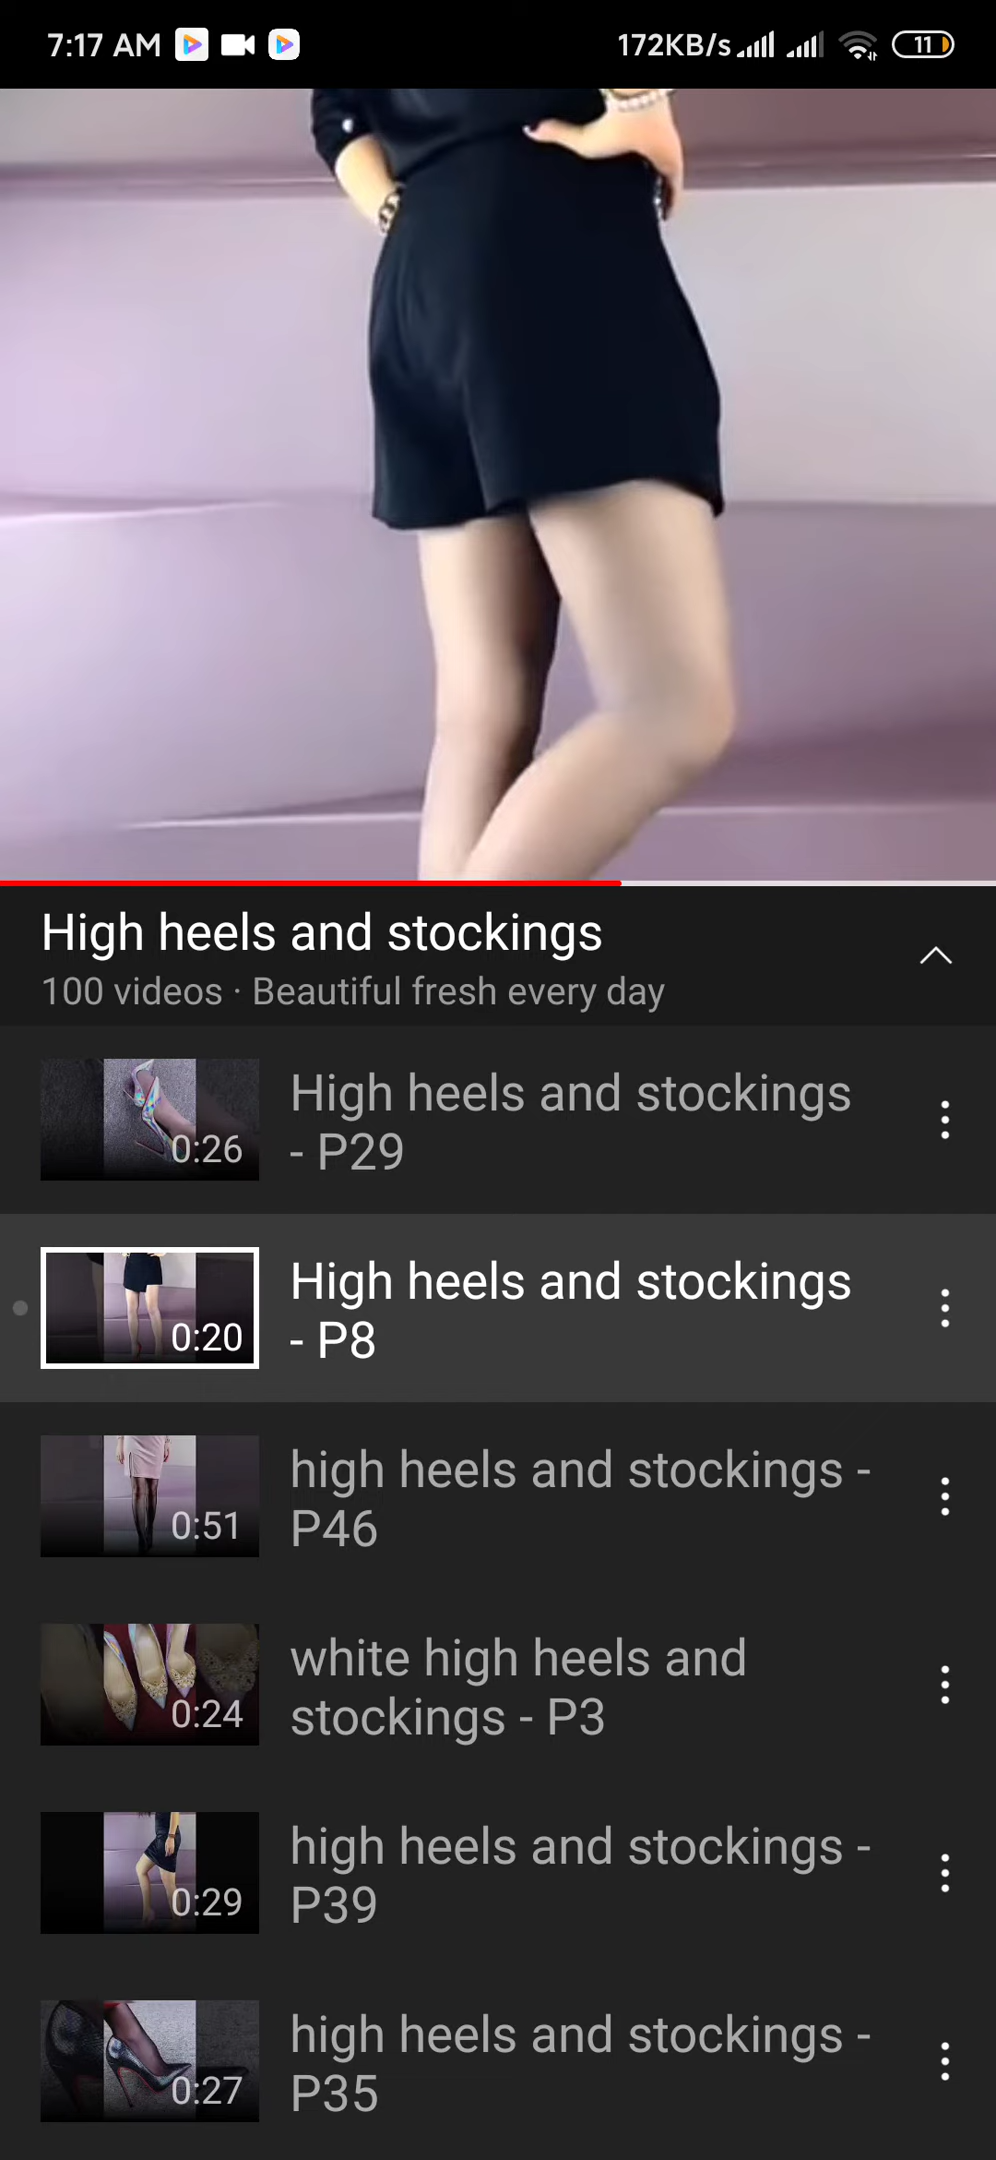 7:17 AM 172KB/s 11
High heels and stockings
100 videos · Beautiful fresh every day
High heels and stockings
- P29
0:26
High heels and stockings
- P8
0:20
high heels and stockings -
P46
0:51
white high heels and
stockings - P3
0:24
high heels and stockings -
P39
0:29
high heels and stockings -
P35
0:27